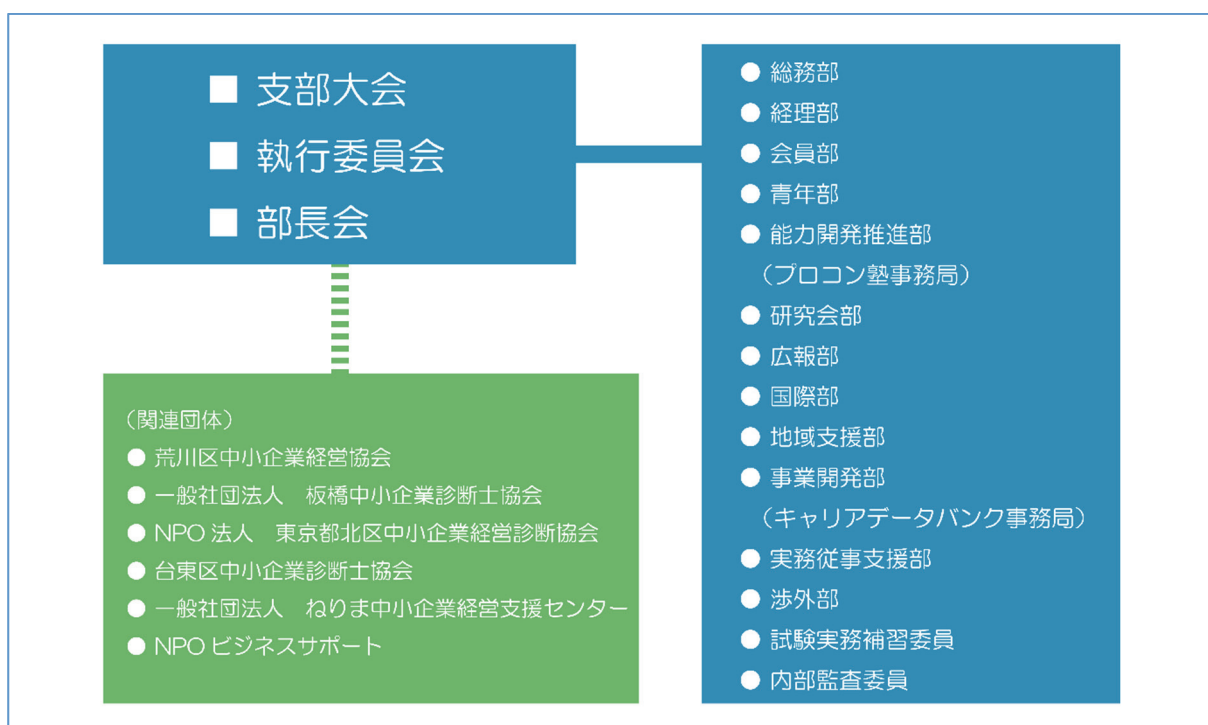 ■ 支部大会
■ 執行委員会
■ 部長会
● 総務部
● 経理部
● 会員部
● 青年部
● 能力開発推進部
（プロコン塾事務局）
● 研究会部
● 広報部
● 国際部
● 地域支援部
● 事業開発部
（キャリアデータバンク事務局）
● 実務従事支援部
● 渉外部
● 試験実務補習委員
● 内部監査委員
（関連団体）
● 荒川区中小企業経営協会
● 一般社団法人　板橋中小企業診断士協会
● NPO 法人　東京都北区中小企業経営診断協会
● 台東区中小企業診断士協会
● 一般社団法人　ねりま中小企業経営支援センター
● NPO ビジネスサポート